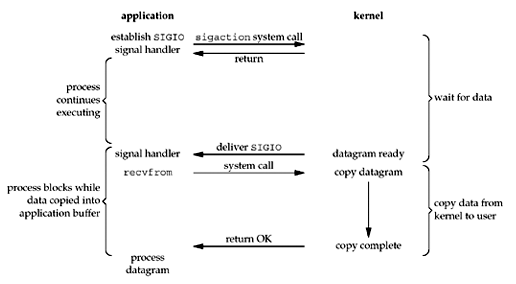 application
kernel
establish SIGIO
signal handler
sigaction system call
return
process
continues
executing
wait for data
signal handler
deliver SIGIO
datagram ready
recvfrom
system call
copy datagram
process blocks while
data copied into
application buffer
copy data from
kernel to user
return OK
copy complete
process
datagram